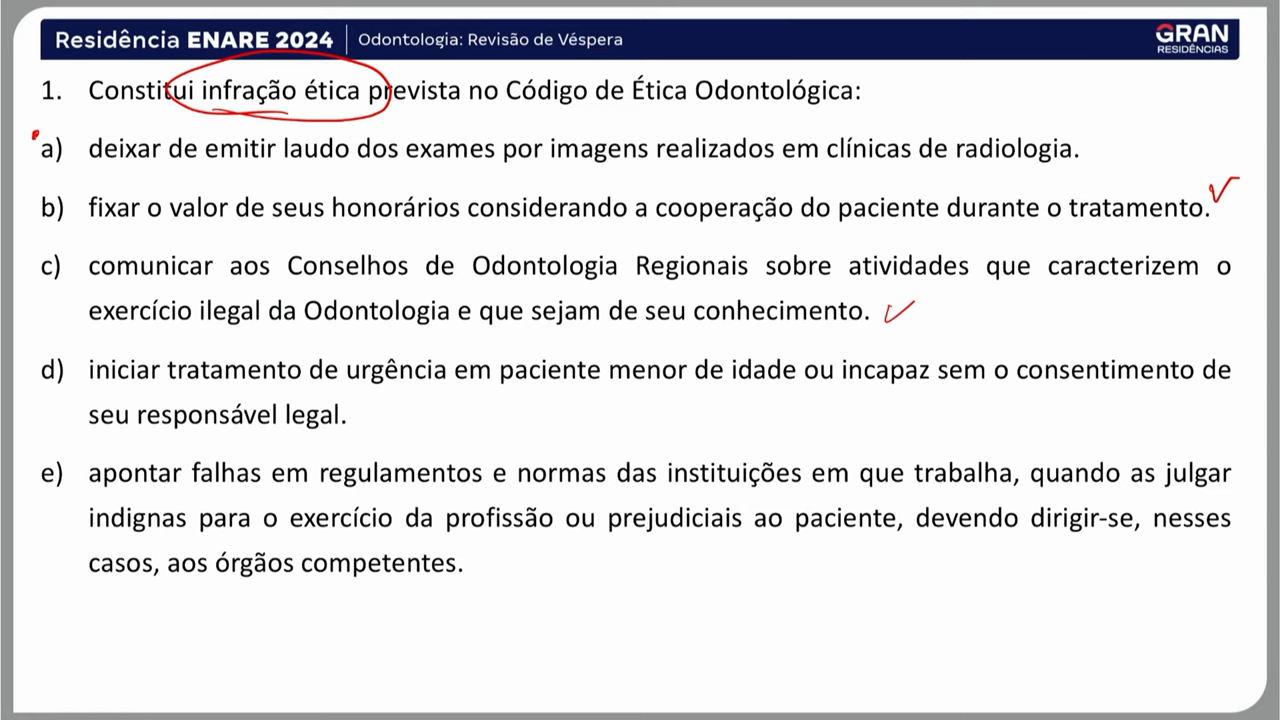 Residência ENARE 2024 | Odontologia: Revisão de Véspera
GRAN
RESIDÊNCIAS
1. Constitui infração ética prevista no Código de Ética Odontológica:
a) deixar de emitir laudo dos exames por imagens realizados em clínicas de radiologia.
b) fixar o valor de seus honorários considerando a cooperação do paciente durante o tratamento.
c) comunicar aos Conselhos de Odontologia Regionais sobre atividades que caracterizem o
exercício ilegal da Odontologia e que sejam de seu conhecimento.
d) iniciar tratamento de urgência em paciente menor de idade ou incapaz sem o consentimento de
seu responsável legal.
e) apontar falhas em regulamentos e normas das instituições em que trabalha, quando as julgar
indignas para o exercício da profissão ou prejudiciais ao paciente, devendo dirigir-se, nesses
casos, aos órgãos competentes.